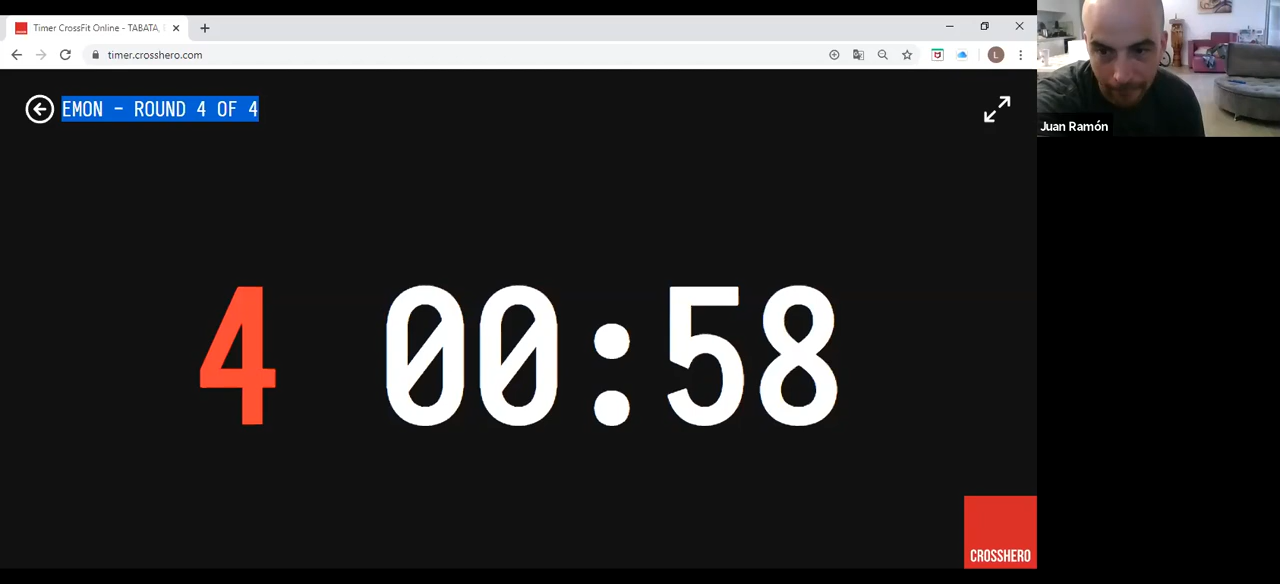 Timer CrossFit Online - TABATA,
timer.crosshero.com
L
EMON - ROUND 4 OF 4
4 00:58
CROSSHERO
Juan Ramón